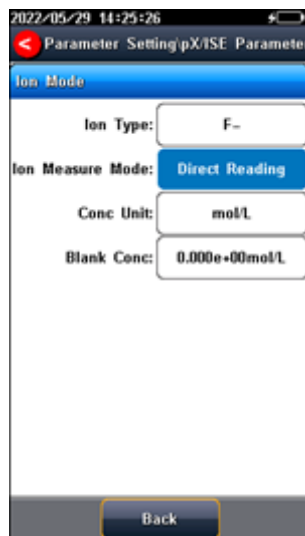 2022/05/29 14:25:26
Parameter Setting\pX/ISE Paramete
Ion Mode
Ion Type: F-
Ion Measure Mode: Direct Reading
Conc Unit: mol/L
Blank Conc: 0.000e+00mol/L
Back